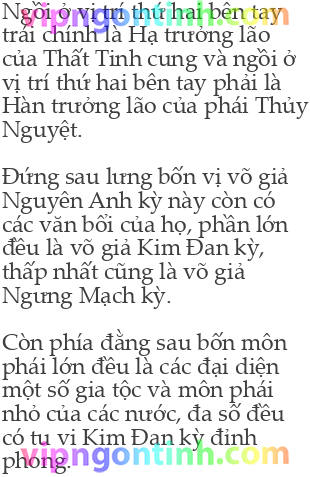 Ngồi ở vị trí thứ hai bên tay
trái chính là Hạ trưởng lão
của Thất Tinh cung và ngồi ở
vị trí thứ hai bên tay phải là
Hàn trưởng lão của phái Thủy
Nguyệt.
Đứng sau lưng bốn vị võ giả
Nguyên Anh kỳ này còn có
các văn bối của họ, phần lớn
đều là võ giả Kim Đan kỳ,
thấp nhất cũng là võ giả
Ngưng Mạch kỳ.
Còn phía đằng sau bốn môn
phái lớn đều là các đại diện
một số gia tộc và môn phái
nhỏ của các nước, đa số đều
có tu vi Kim Đan kỳ đỉnh
phong.
vipngontinh.com
vipngontinh.com